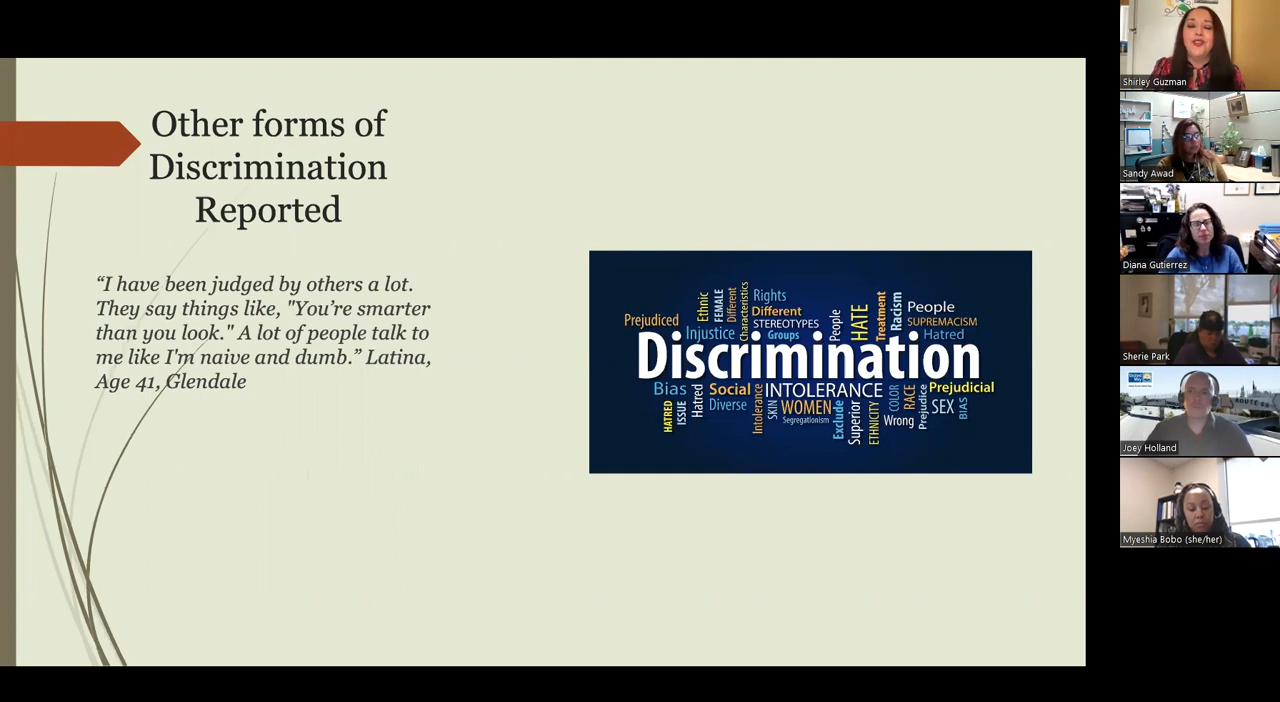 Other forms of
Discrimination
Reported
“I have been judged by others a lot.
They say things like, "You’re smarter
than you look." A lot of people talk to
me like I'm naive and dumb.” Latina,
Age 41, Glendale
Prejudiced
Ethnic
FEMALE
Different
Characteristics
Rights
Different
STEREOTYPES
Injustice
Groups
People
HATE
Treatment
Racism
People
SUPREMACISM
Hatred
Discrimination
Bias
Social
INTOLERANCE
Prejudicial
HATRED
ISSUE
Hatred
Diverse
Intolerance
SKIN
WOMEN
Segregationism
Exclude
Superior
ETHNICITY
COLOR
Wrong
RACE
Prejudice
SEX
BIAS
Shirley Guzman
Sandy Awad
Diana Gutierrez
Sherie Park
ROUTE 66
Joey Holland
Myeshia Bobo (she/her)